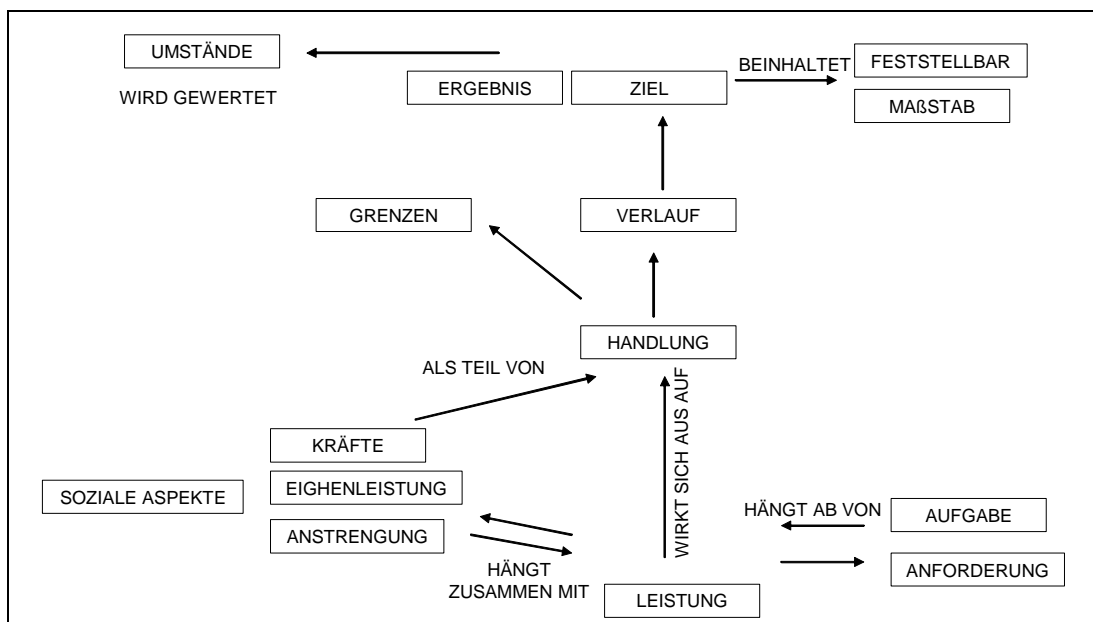 UMSTÄNDE
BEINHALTET
FESTSTELLBAR
WIRD GEWERTET
ERGEBNIS
ZIEL
MAßSTAB
GRENZEN
VERLAUF
HANDLUNG
ALS TEIL VON
WIRKT SICH AUS AUF
KRÄFTE
SOZIALE ASPEKTE
EIGHENLEISTUNG
ANSTRENGUNG
HÄNGT AB VON
AUFGABE
HÄNGT
ZUSAMMEN MIT
ANFORDERUNG
LEISTUNG